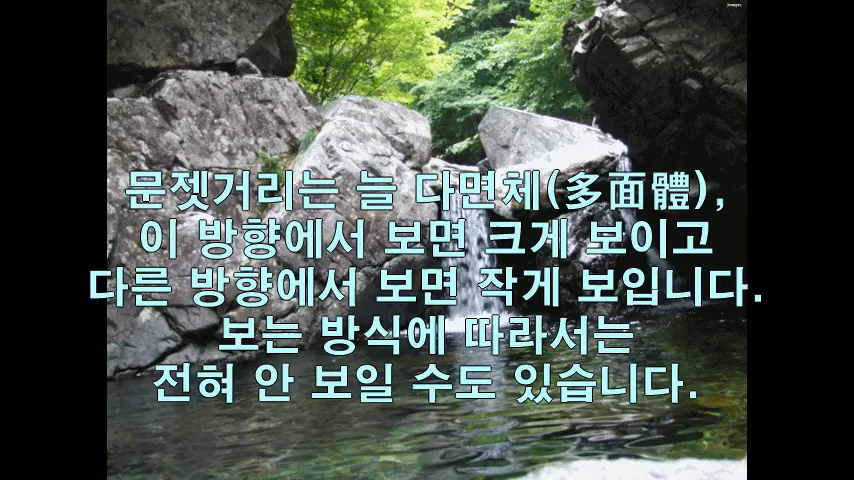 문젯거리는 늘 다면체(多面體),
이 방향에서 보면 크게 보이고
다른 방향에서 보면 작게 보입니다.
보는 방식에 따라서는
전혀 안 보일 수도 있습니다.